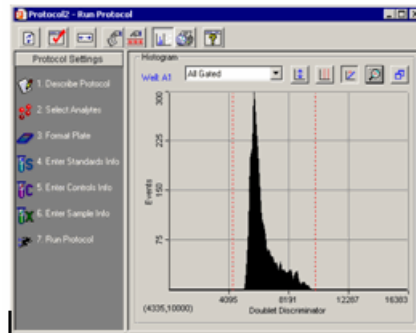 Protocol2 - Run Protocol
Protocol Settings
1. Describe Protocol
2. Select Analytes
3. Format Plate
4. Enter Standards Info
5. Enter Controls Info
6. Enter Sample Info
7. Run Protocol
Histogram
Well: A1
All Gated
300
225
150
75
Events
4095
8191
12287
16383
(4335,10000)
Doublet Discriminator